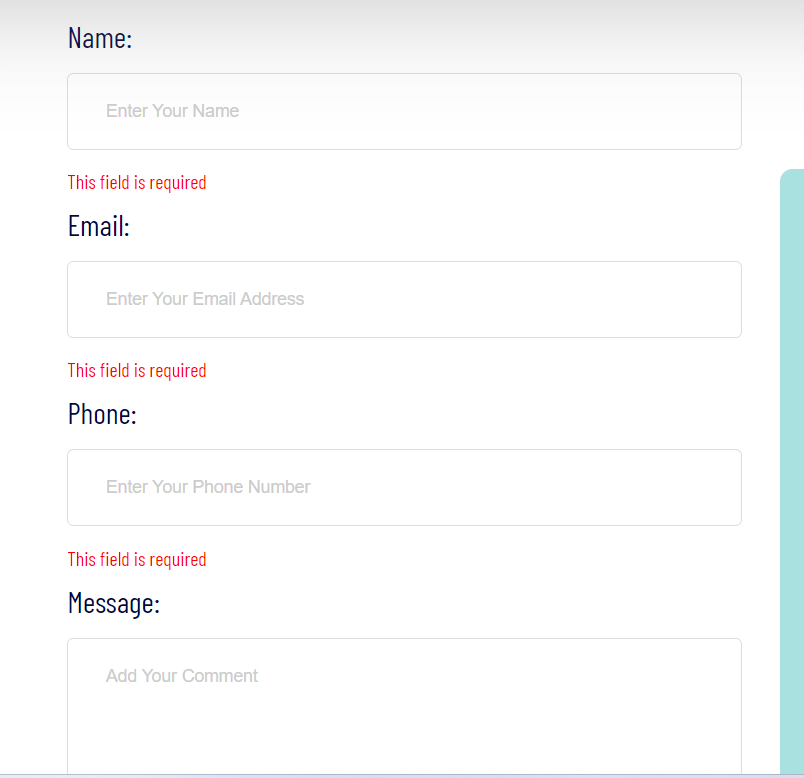 Name:
Enter Your Name
This field is required
Email:
Enter Your Email Address
This field is required
Phone:
Enter Your Phone Number
This field is required
Message:
Add Your Comment